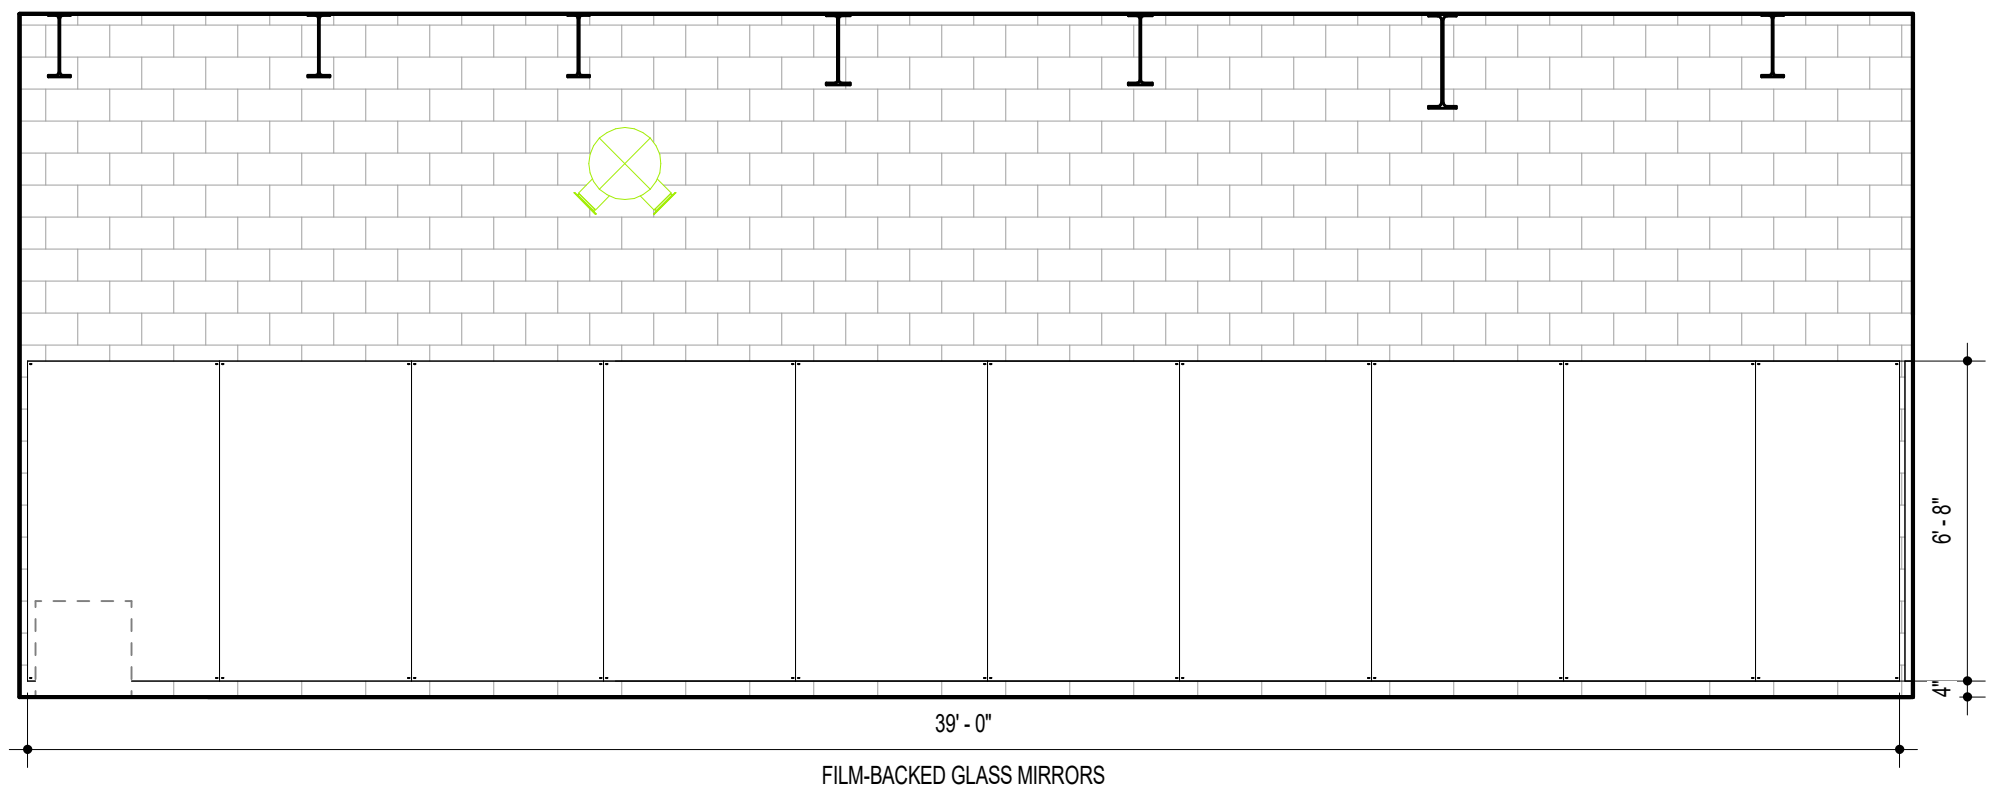 6' - 8"
4"
39' - 0"
FILM-BACKED GLASS MIRRORS